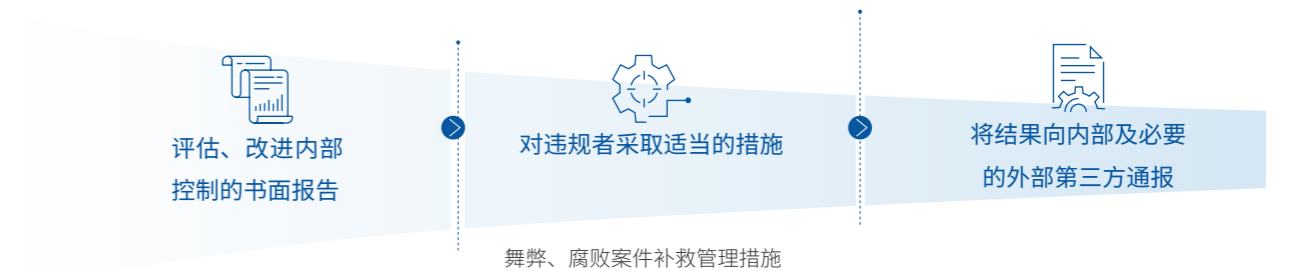 评估、改进内部
控制的书面报告
对违规者采取适当的措施
将结果向内部及必要
的外部第三方通报
舞弊、腐败案件补救管理措施